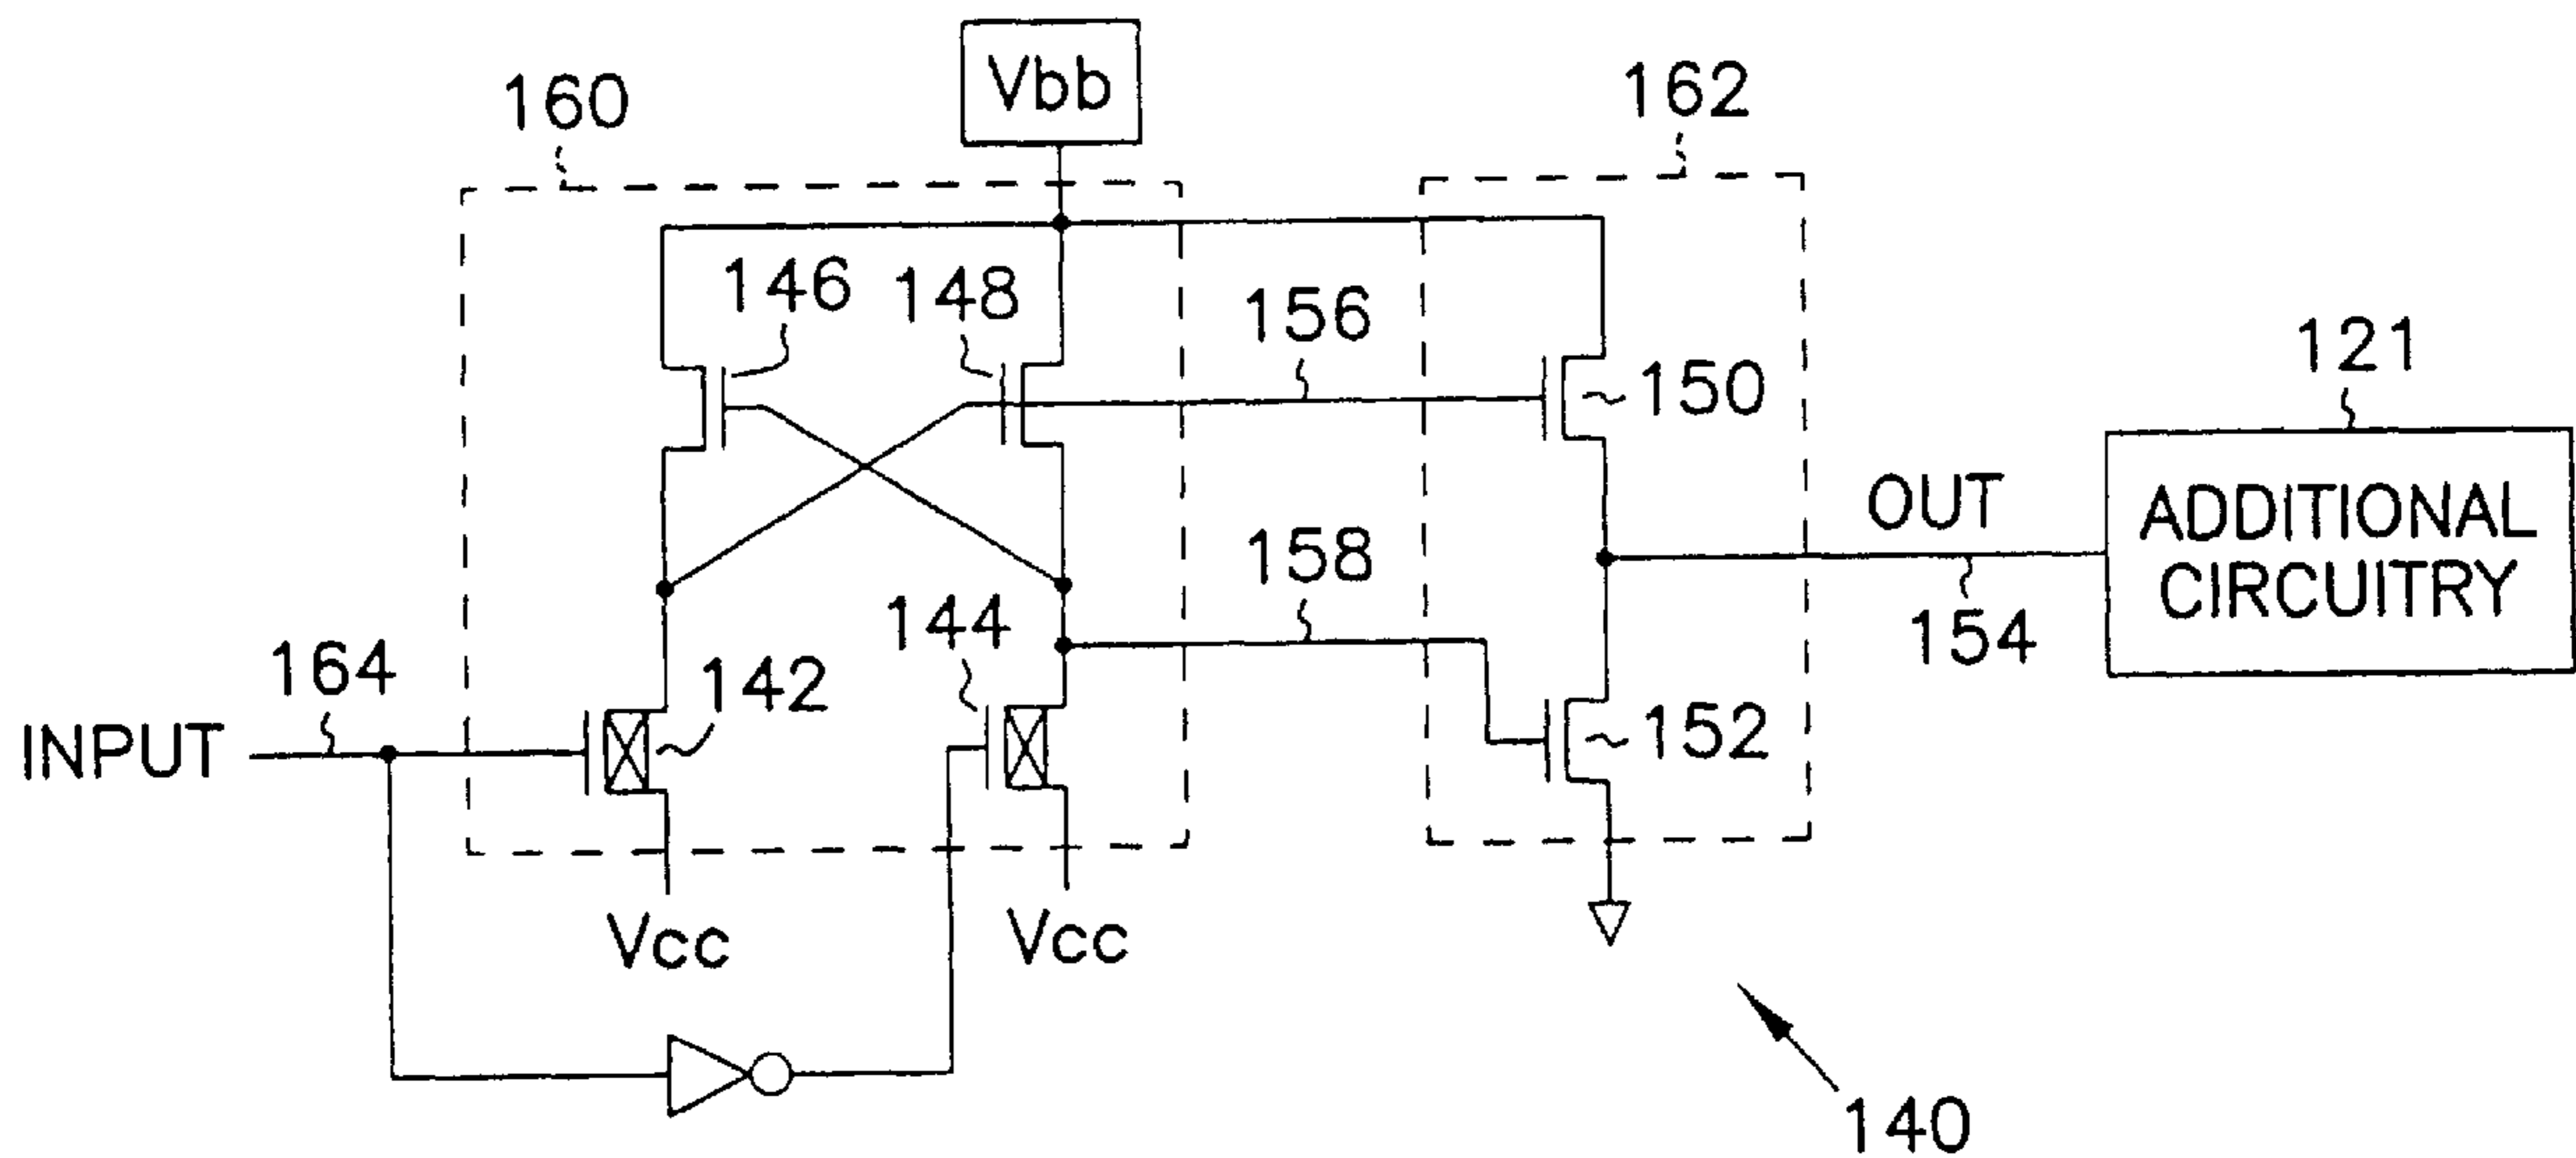 Vbb
160
162
146
148
156
150
121
OUT
ADDITIONAL
CIRCUITRY
158
144
154
164
142
152
INPUT
Vcc
Vcc
140